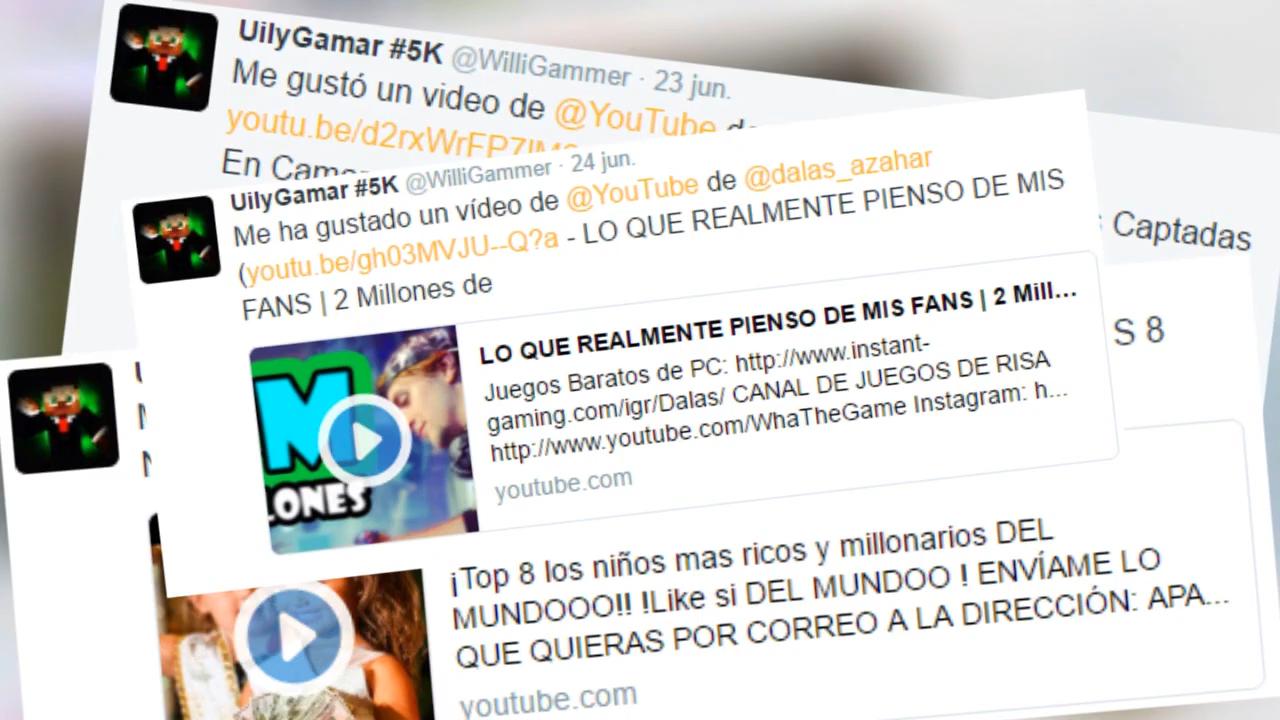 UilyGamar #5K @WilliGammer · 23 jun.
Me gustó un video de @YouTube de
En
Captadas
UilyGamar #5K @WilliGammer · 24 jun.
Me ha gustado un vídeo de @YouTube de @dalas_azahar
(youtu.be/gh03MVJU--Q?a - LO QUE REALMENTE PIENSO DE MIS
FANS | 2 Millones de
LO QUE REALMENTE PIENSO DE MIS FANS | 2 Mill...
Juegos Baratos de PC: http://www.instant-
gaming.com/igr/Dalas/ CANAL DE JUEGOS DE RISA
http://www.youtube.com/WhaTheGame Instagram: h...
youtube.com
S 8
¡Top 8 los niños mas ricos y millonarios DEL
MUNDOOO!! !Like si DEL MUNDOO ! ENVÍAME LO
QUE QUIERAS POR CORREO A LA DIRECCIÓN: APA...
youtube.com